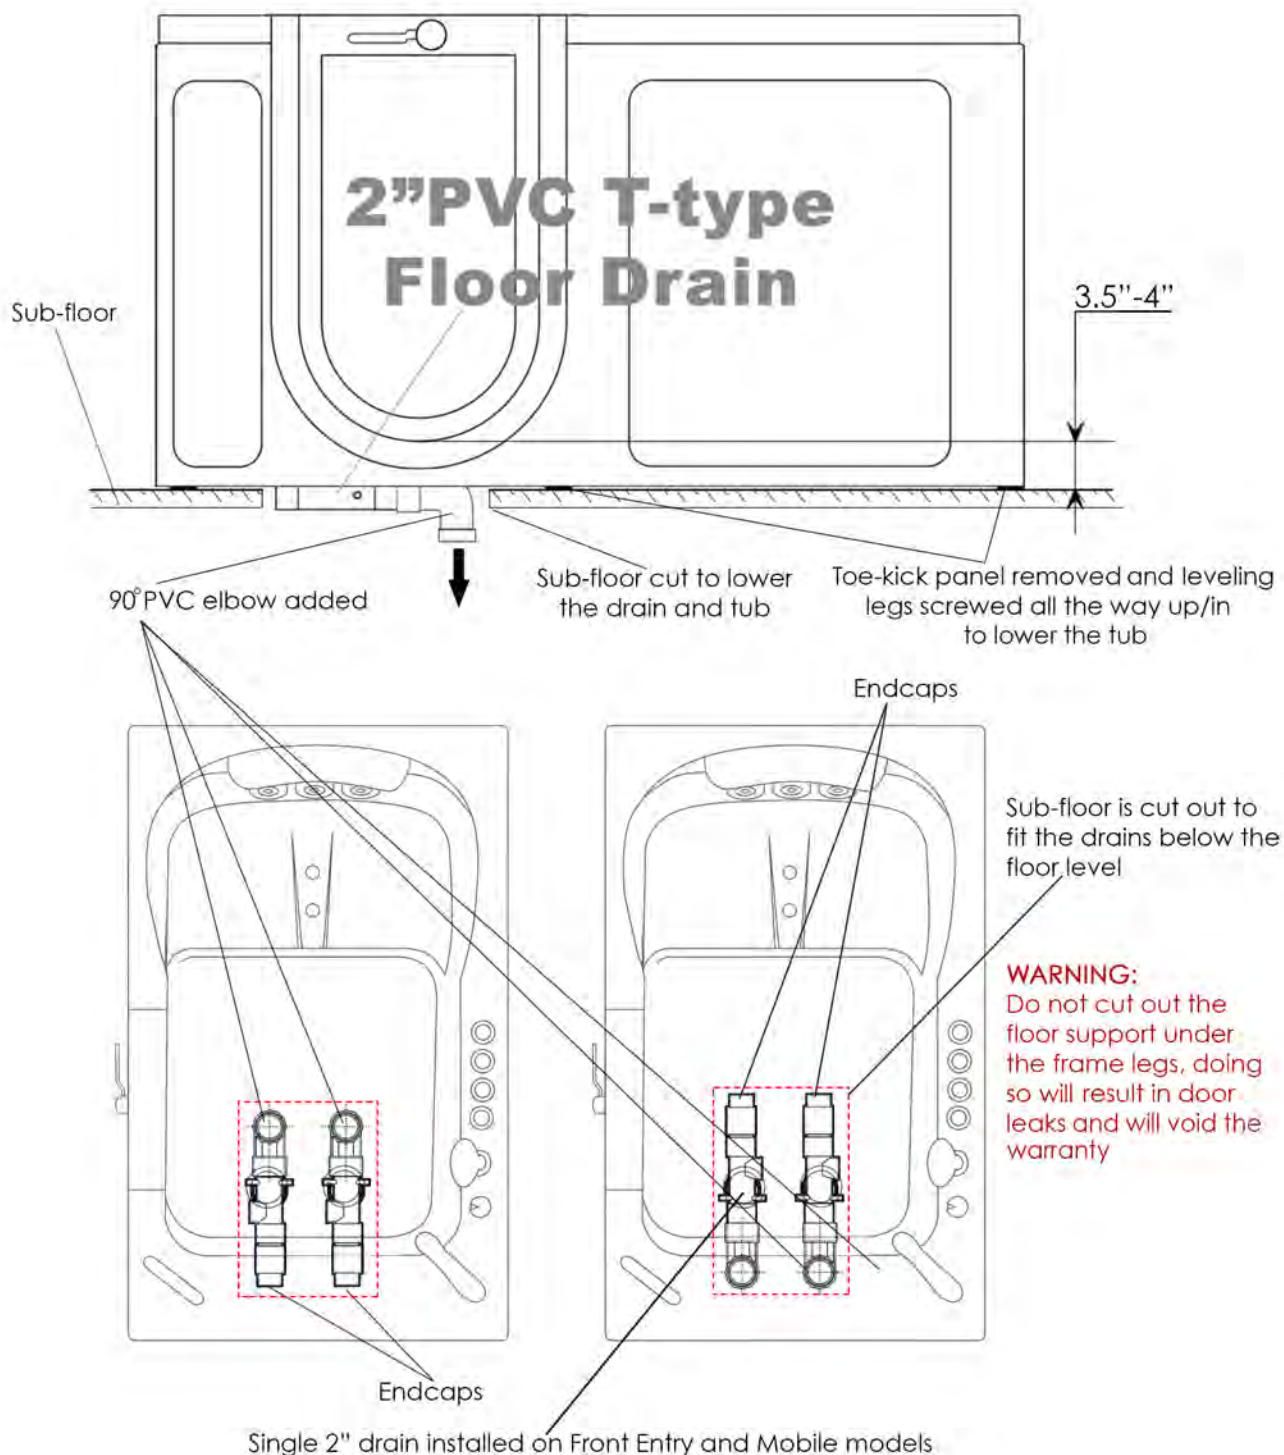 2”PVC T-type
Floor Drain
3.5”-4”
Sub-floor
90°PVC elbow added
Sub-floor cut to lower
the drain and tub
Toe-kick panel removed and leveling
legs screwed all the way up/in
to lower the tub
Endcaps
Sub-floor is cut out to
fit the drains below the
floor level
WARNING:
Do not cut out the
floor support under
the frame legs, doing
so will result in door
leaks and will void the
warranty
Endcaps
Single 2” drain installed on Front Entry and Mobile models